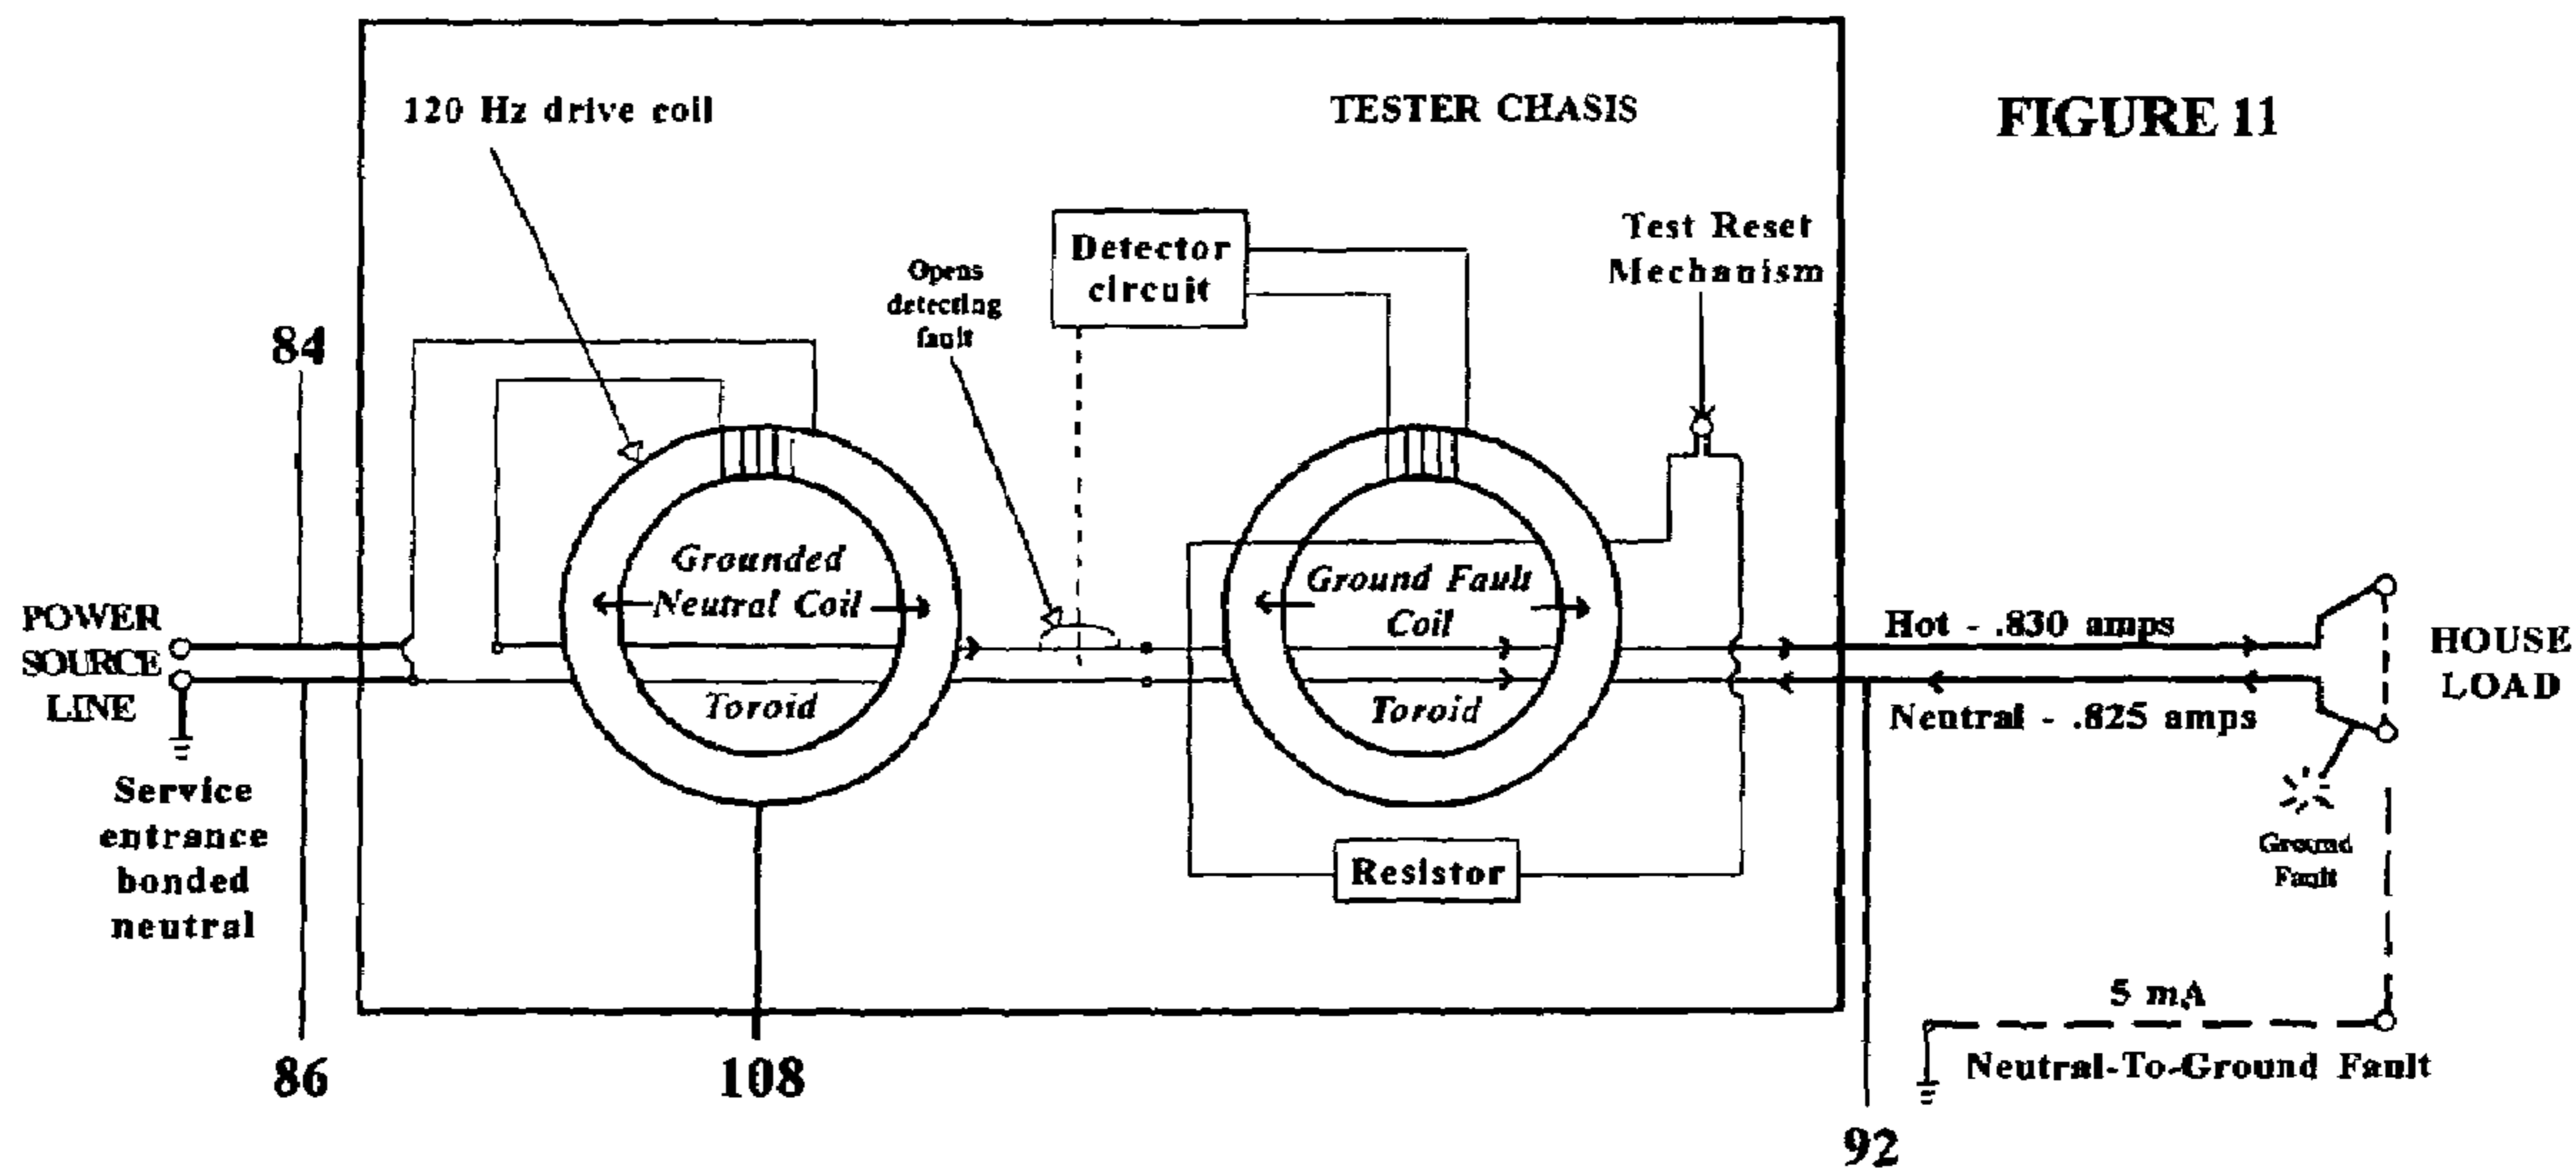 120 Hz drive coil
TESTER CHASIS
FIGURE 11
Detector
circuit
Test Reset
Mechanism
Opens
detecting
fault
84
Grounded
Neutral Coil
Toroid
Ground Fault
Coil
Toroid
POWER
SOURCE
LINE
Hot - .830 amps
Neutral - .825 amps
HOUSE
LOAD
Service
entrance
bonded
neutral
Resistor
Ground
Fault
5 mA
Neutral-To-Ground Fault
86
108
92